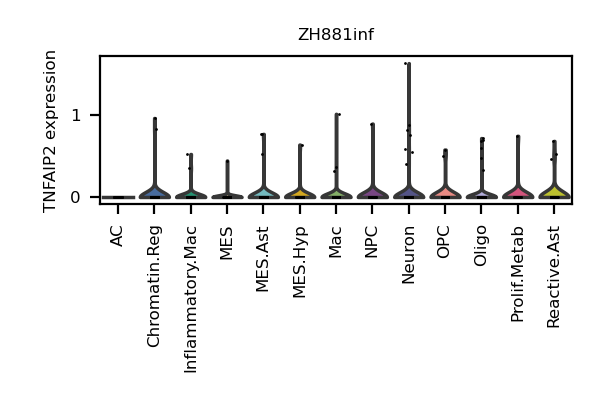 ZH881inf
TNFAIP2 expression
1
0
AC
Chromatin.Reg
Inflammatory.Mac
MES
MES.Ast
MES.Hyp
Mac
NPC
Neuron
OPC
Oligo
Prolif.Metab
Reactive.Ast